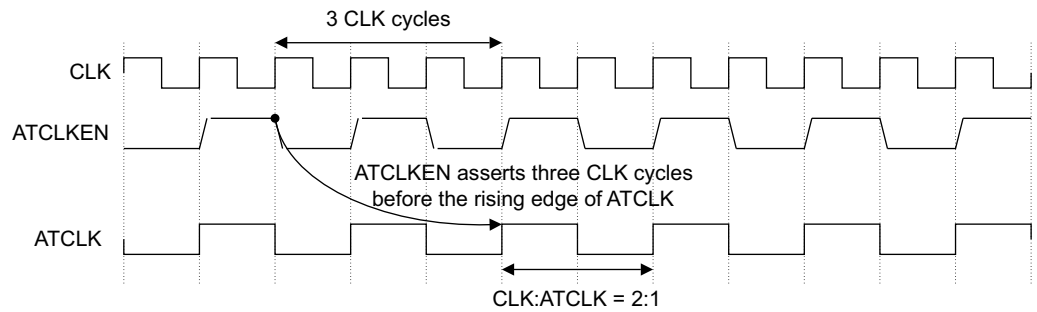 3 CLK cycles
CLK
ATCLKEN
ATCLKEN asserts three CLK cycles
before the rising edge of ATCLK
ATCLK
CLK:ATCLK = 2:1